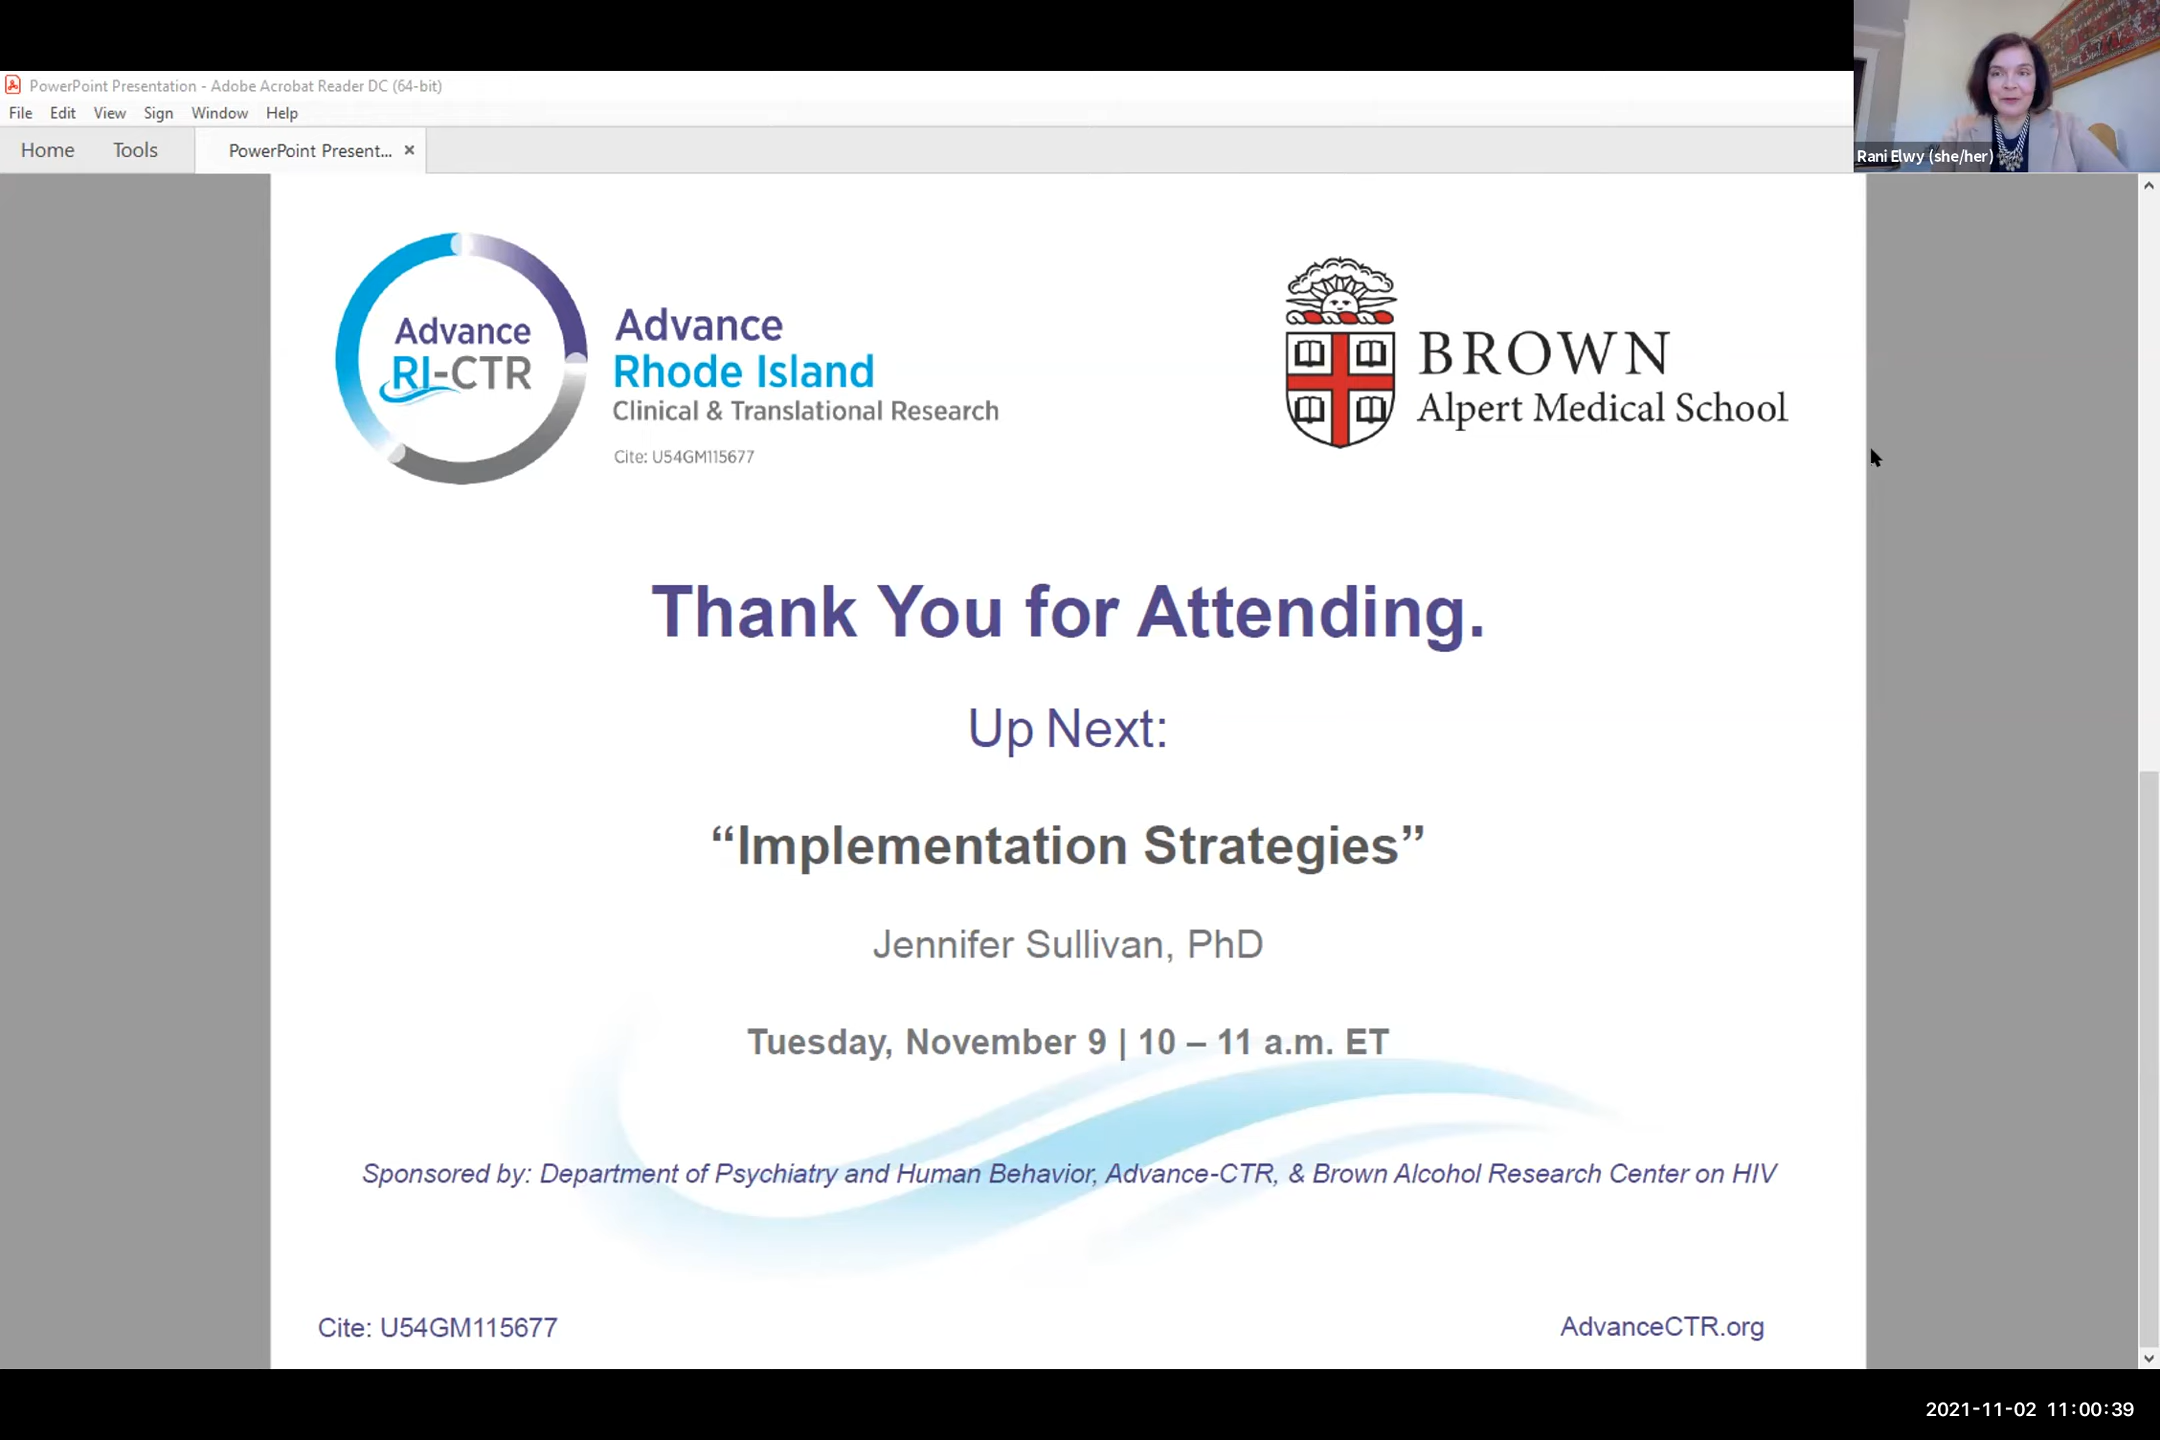 PowerPoint Presentation - Adobe Acrobat Reader DC (64-bit)
File Edit View Sign Window Help
Home Tools PowerPoint Present... ×
Rani Elwy (she/her)
Advance
RI-CTR
Advance
Rhode Island
Clinical & Translational Research
Cite: U54GM115677
BROWN
Alpert Medical School
Thank You for Attending.
Up Next:
“Implementation Strategies”
Jennifer Sullivan, PhD
Tuesday, November 9 | 10 – 11 a.m. ET
Sponsored by: Department of Psychiatry and Human Behavior, Advance-CTR, & Brown Alcohol Research Center on HIV
Cite: U54GM115677
AdvanceCTR.org
2021-11-02 11:00:39